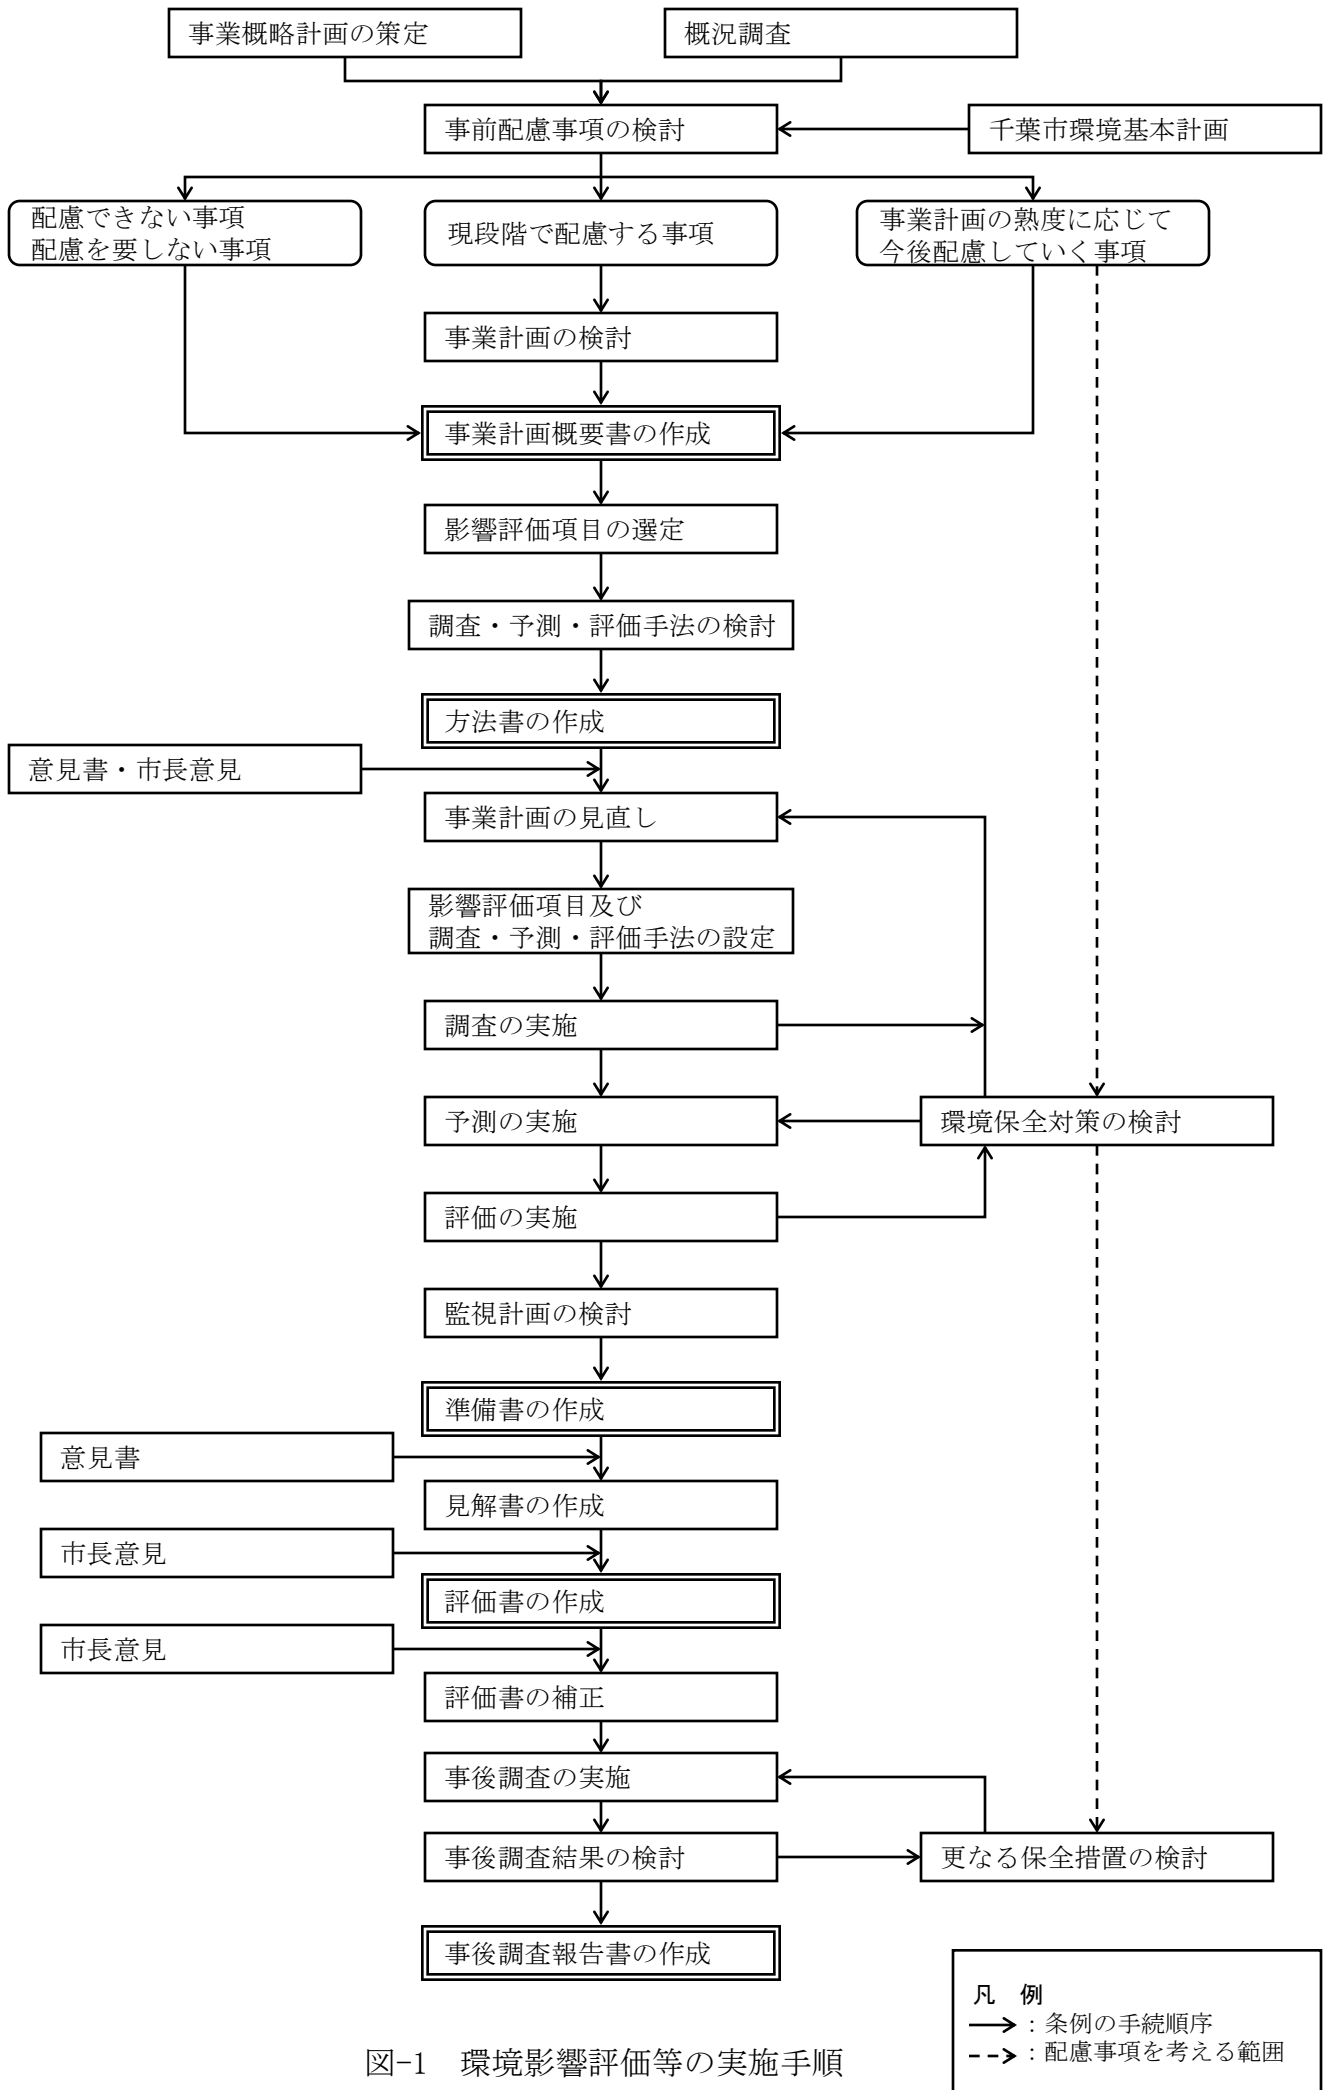 事業概略計画の策定
概況調査
事前配慮事項の検討
千葉市環境基本計画
配慮できない事項
配慮を要しない事項
現段階で配慮する事項
事業計画の熟度に応じて
今後配慮していく事項
事業計画の検討
事業計画概要書の作成
影響評価項目の選定
調査・予測・評価手法の検討
方法書の作成
意見書・市長意見
事業計画の見直し
影響評価項目及び
調査・予測・評価手法の設定
調査の実施
予測の実施
環境保全対策の検討
評価の実施
監視計画の検討
準備書の作成
意見書
見解書の作成
市長意見
評価書の作成
市長意見
評価書の補正
事後調査の実施
事後調査結果の検討
更なる保全措置の検討
事後調査報告書の作成
凡 例
：条例の手続順序
：配慮事項を考える範囲
図-1 環境影響評価等の実施手順